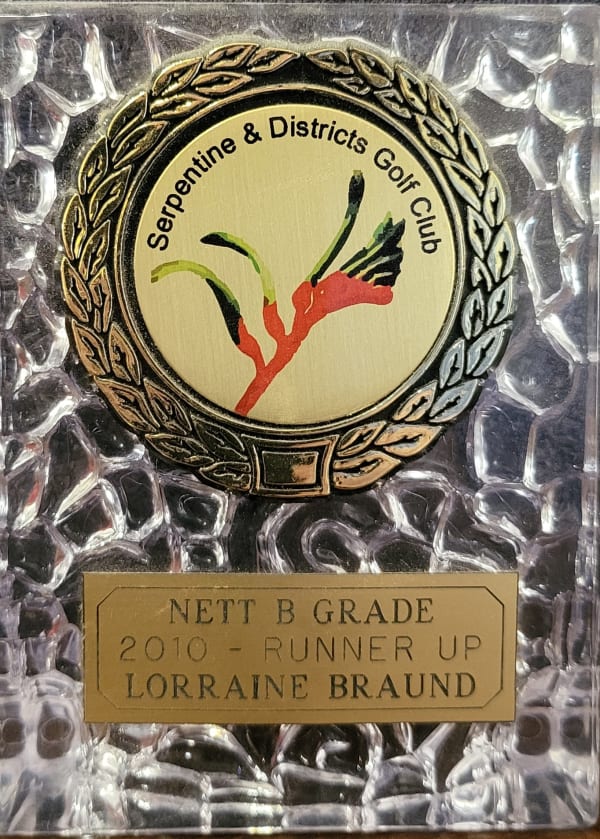 Serpentine & Districts Golf Club
NETT B GRADE
2010 - RUNNER UP
LORRAINE BRAUND